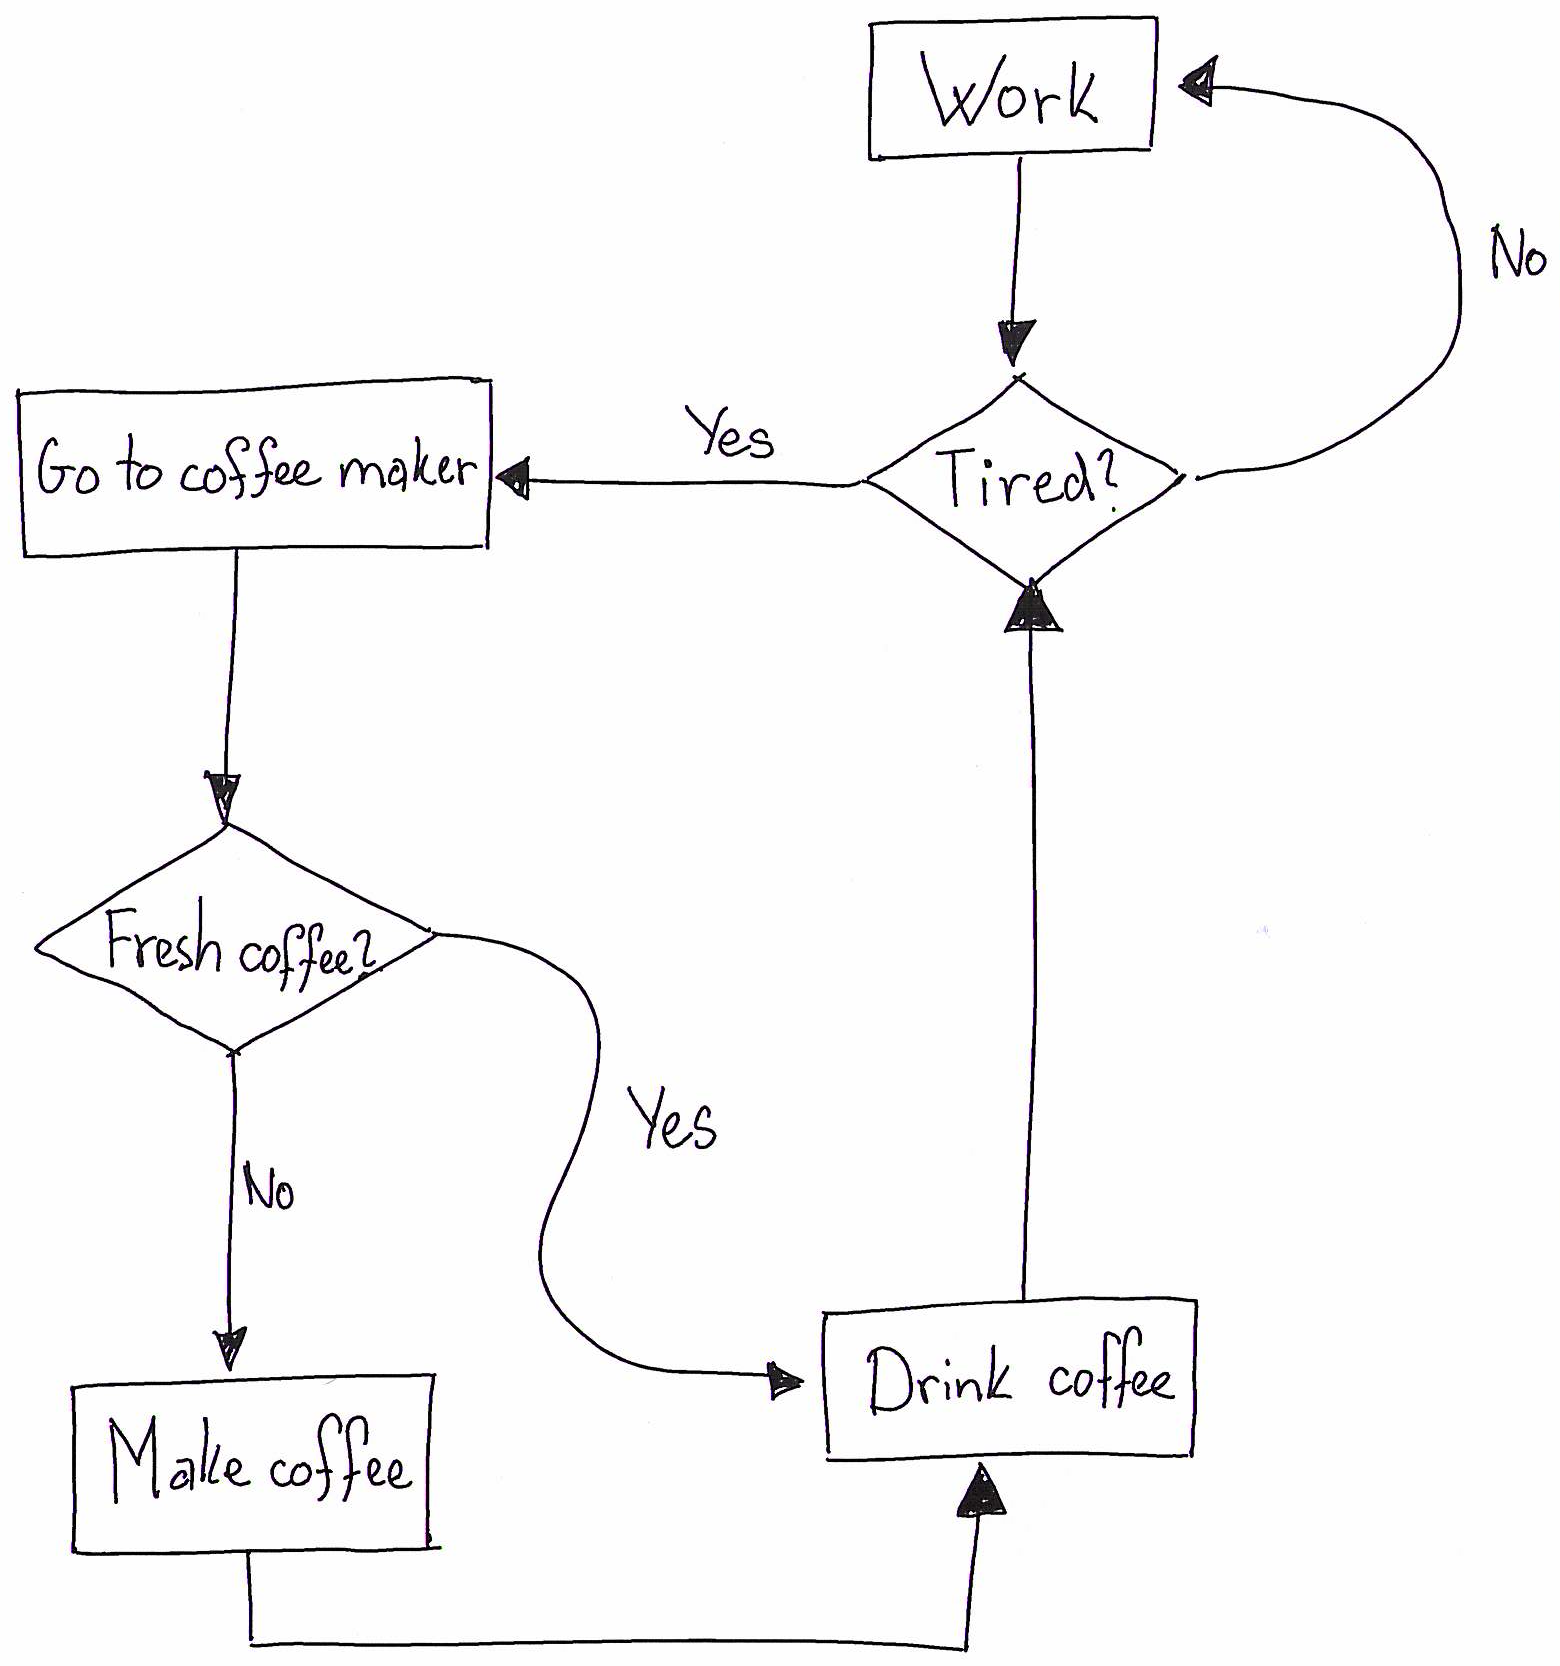 Work
No
Yes
Go to coffee maker
Tired?
Fresh coffee?
Yes
No
Drink coffee
Make coffee